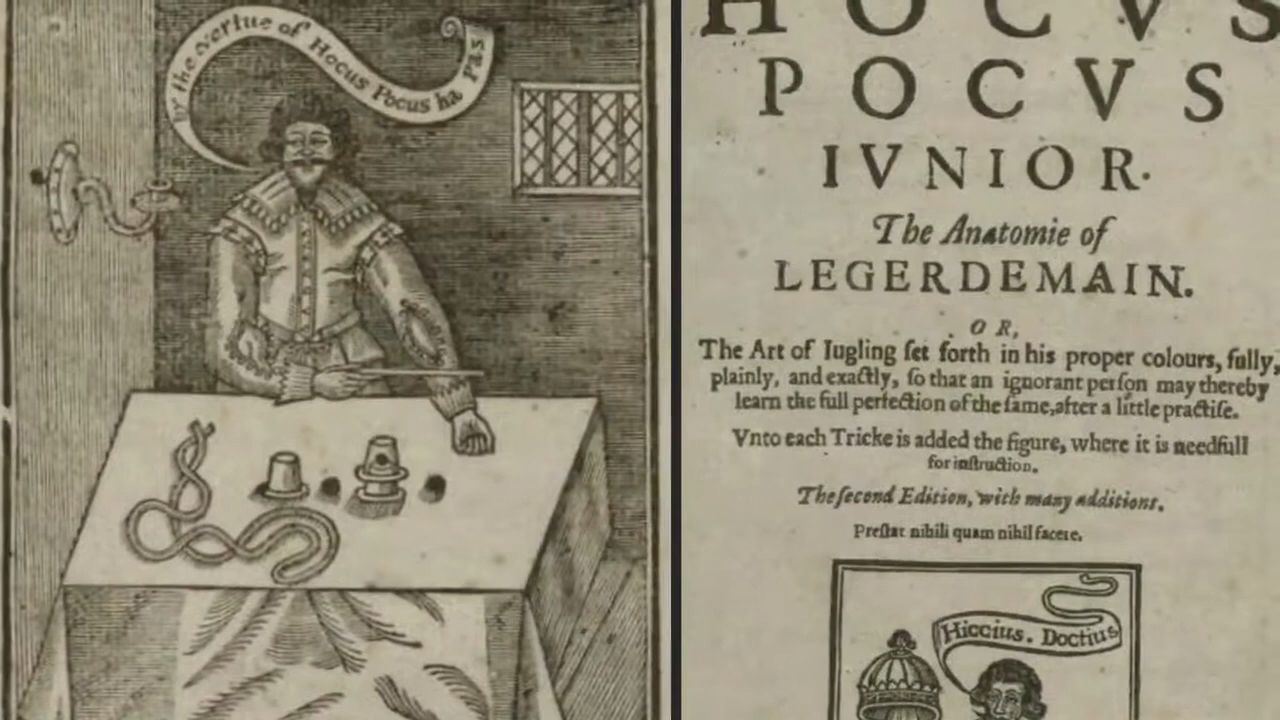 by the vertue of Hocus Pocus ha Pas
HOCVS
POCVS
IVNIOR.
The Anatomie of
LEGERDEMAIN.
OR,
The Art of Iugling ſet forth in his proper colours, fully,
plainly, and exactly, ſo that an ignorant perſon may thereby
learn the full perfection of the ſame, after a little practiſe.
Vnto each Tricke is added the figure, where it is needfull
for inſtruction.
The ſecond Edition, with many additions.
Preſtat nihili quam nihil facere.
Hiccius. Doctius